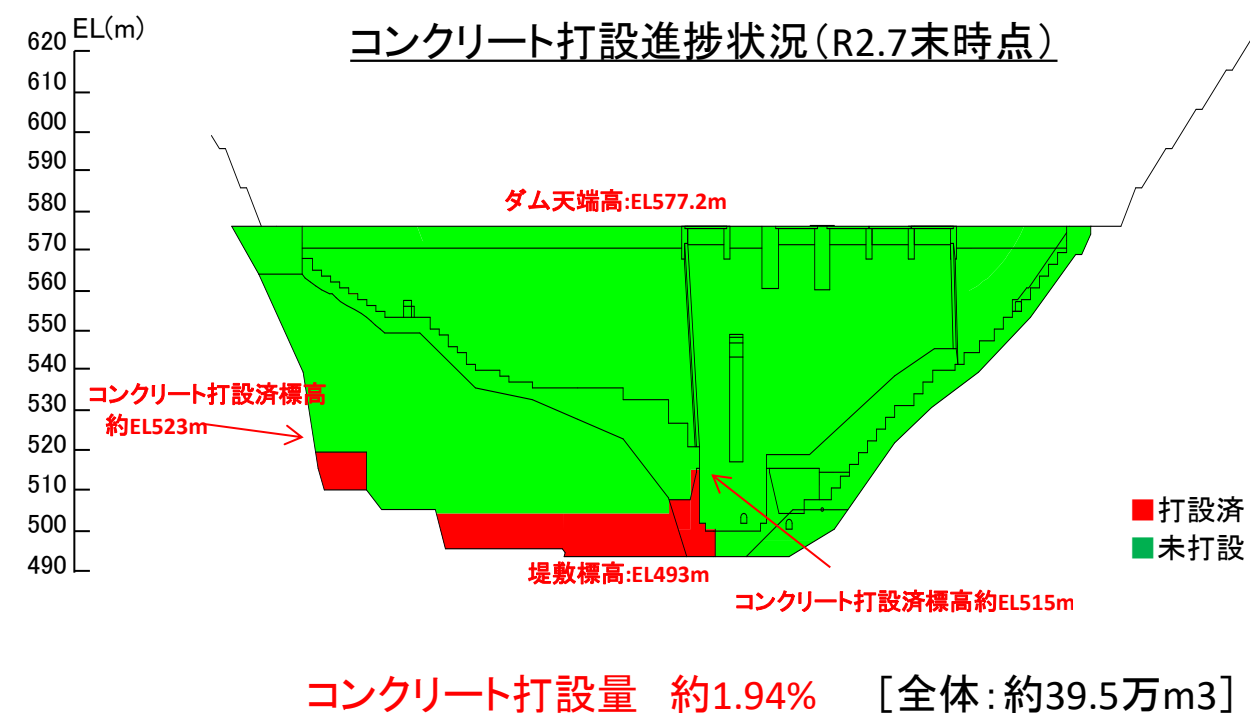 EL(m)
コンクリート打設進捗状況(R2.7末時点)
620
610
600
590
580
570
560
550
540
530
520
510
500
490
ダム天端高:EL577.2m
コンクリート打設済標高
約EL523m
堤敷標高:EL493m
コンクリート打設済標高約EL515m
打設済
未打設
コンクリート打設量 約1.94% [全体:約39.5万m3]